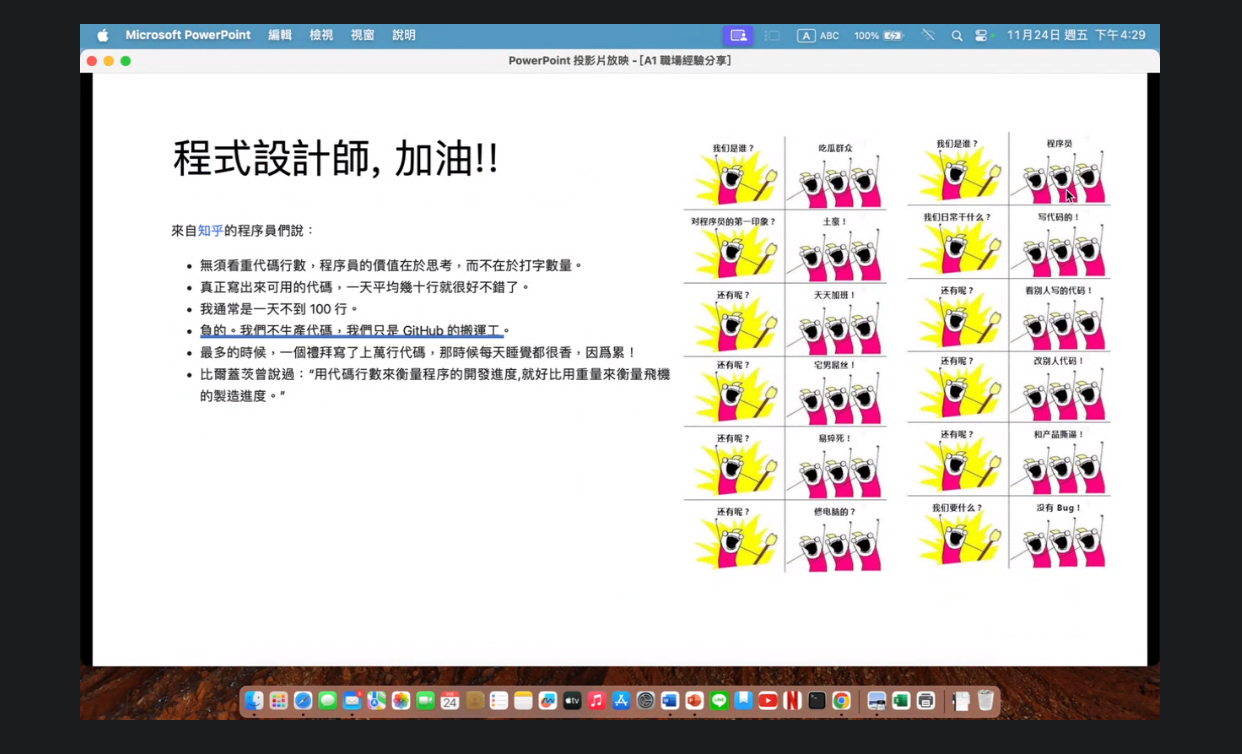 Microsoft PowerPoint 編輯 檢視 視窗 說明
A ABC 100% 11月24日 週五 下午4:29
PowerPoint 投影片放映 - [A1 職場經驗分享]
程式設計師, 加油!!
來自知乎的程序員們說：
• 無須看重代碼行數，程序員的價值在於思考，而不在於打字數量。
• 真正寫出來可用的代碼，一天平均幾十行就很好不錯了。
• 我通常是一天不到 100 行。
• 負的。我們不生產代碼，我們只是 GitHub 的搬運工。
• 最多的時候，一個禮拜寫了上萬行代碼，那時候每天睡覺都很香，因爲累！
• 比爾蓋茨曾說過：“用代碼行數來衡量程序的開發進度,就好比用重量來衡量飛機
的製造進度。”
我们是谁？
吃瓜群众
对程序员的第一印象？
土豪！
还有呢？
天天加班！
还有呢？
宅男屌丝！
还有呢？
易猝死！
还有呢？
修电脑的？
我们是谁？
程序员
我们日常干什么？
写代码的！
还有呢？
看别人写的代码！
还有呢？
改别人代码！
还有呢？
和产品撕逼！
我们要什么？
没有 Bug！
24
tv
LINE